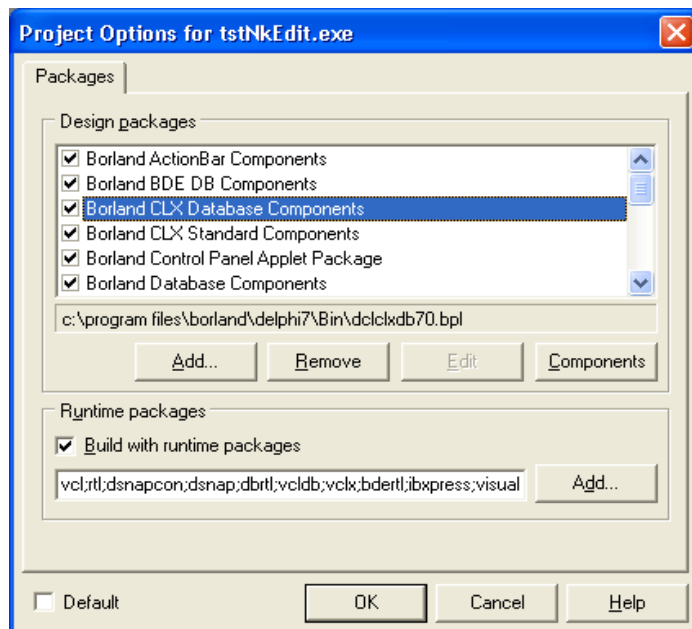 Project Options for tstNkEdit.exe
Packages
Design packages
Borland ActionBar Components
Borland BDE DB Components
Borland CLX Database Components
Borland CLX Standard Components
Borland Control Panel Applet Package
Borland Database Components
c:\program files\borland\delphi7\Bin\dclclxdb70.bpl
Add... Remove Edit Components
Runtime packages
Build with runtime packages
vcl;rtl;dsnapcon;dsnap;dbrtl;vcldb;vclx;bdertl;ibxpress;visual Add...
Default OK Cancel Help